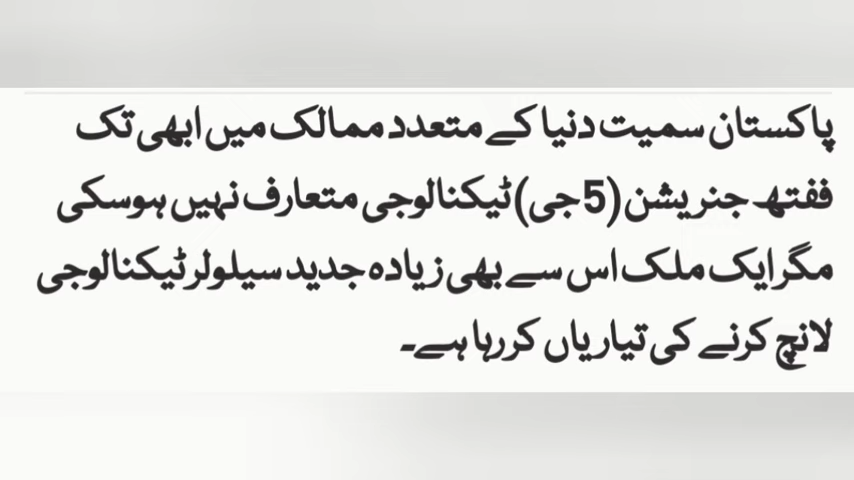 پاکستان سمیت دنیا کے متعدد ممالک میں ابھی تک
ففتھ جنریشن (5 جی) ٹیکنالوجی متعارف نہیں ہوسکی
مگر ایک ملک اس سے بھی زیادہ جدید سیلولر ٹیکنالوجی
لانچ کرنے کی تیاریاں کررہا ہے۔